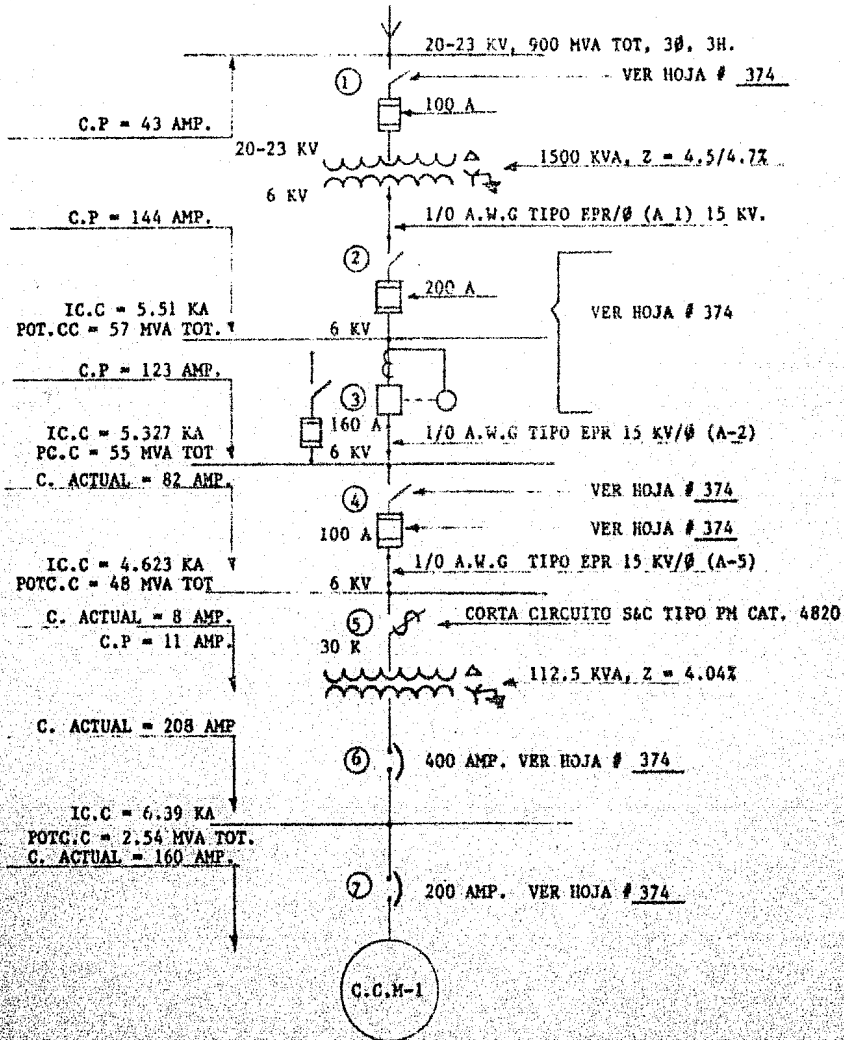 20-23 KV, 900 MVA TOT, 3Ø, 3H.
1
VER HOJA # 374
100 A
C.P = 43 AMP.
20-23 KV
1500 KVA, Z = 4.5/4.7%
6 KV
1/0 A.W.G TIPO EPR/Ø (A 1) 15 KV.
C.P = 144 AMP.
2
200 A
VER HOJA # 374
IC.C = 5.51 KA
POT.CC = 57 MVA TOT.
6 KV
C.P = 123 AMP.
3
160 A
1/0 A.W.G TIPO EPR 15 KV/Ø (A-2)
IC.C = 5.327 KA
PC.C = 55 MVA TOT
6 KV
C. ACTUAL = 82 AMP.
VER HOJA # 374
4
VER HOJA # 374
100 A
1/0 A.W.G TIPO EPR 15 KV/Ø (A-5)
IC.C = 4.623 KA
POTC.C = 48 MVA TOT
6 KV
C. ACTUAL = 8 AMP.
C.P = 11 AMP.
5
CORTA CIRCUITO S&C TIPO PM CAT. 4820
30 K
112.5 KVA, Z = 4.04%
C. ACTUAL = 208 AMP
6
400 AMP. VER HOJA # 374
IC.C = 6.39 KA
POTC.C = 2.54 MVA TOT.
C. ACTUAL = 160 AMP.
7
200 AMP. VER HOJA # 374
C.C.M-1